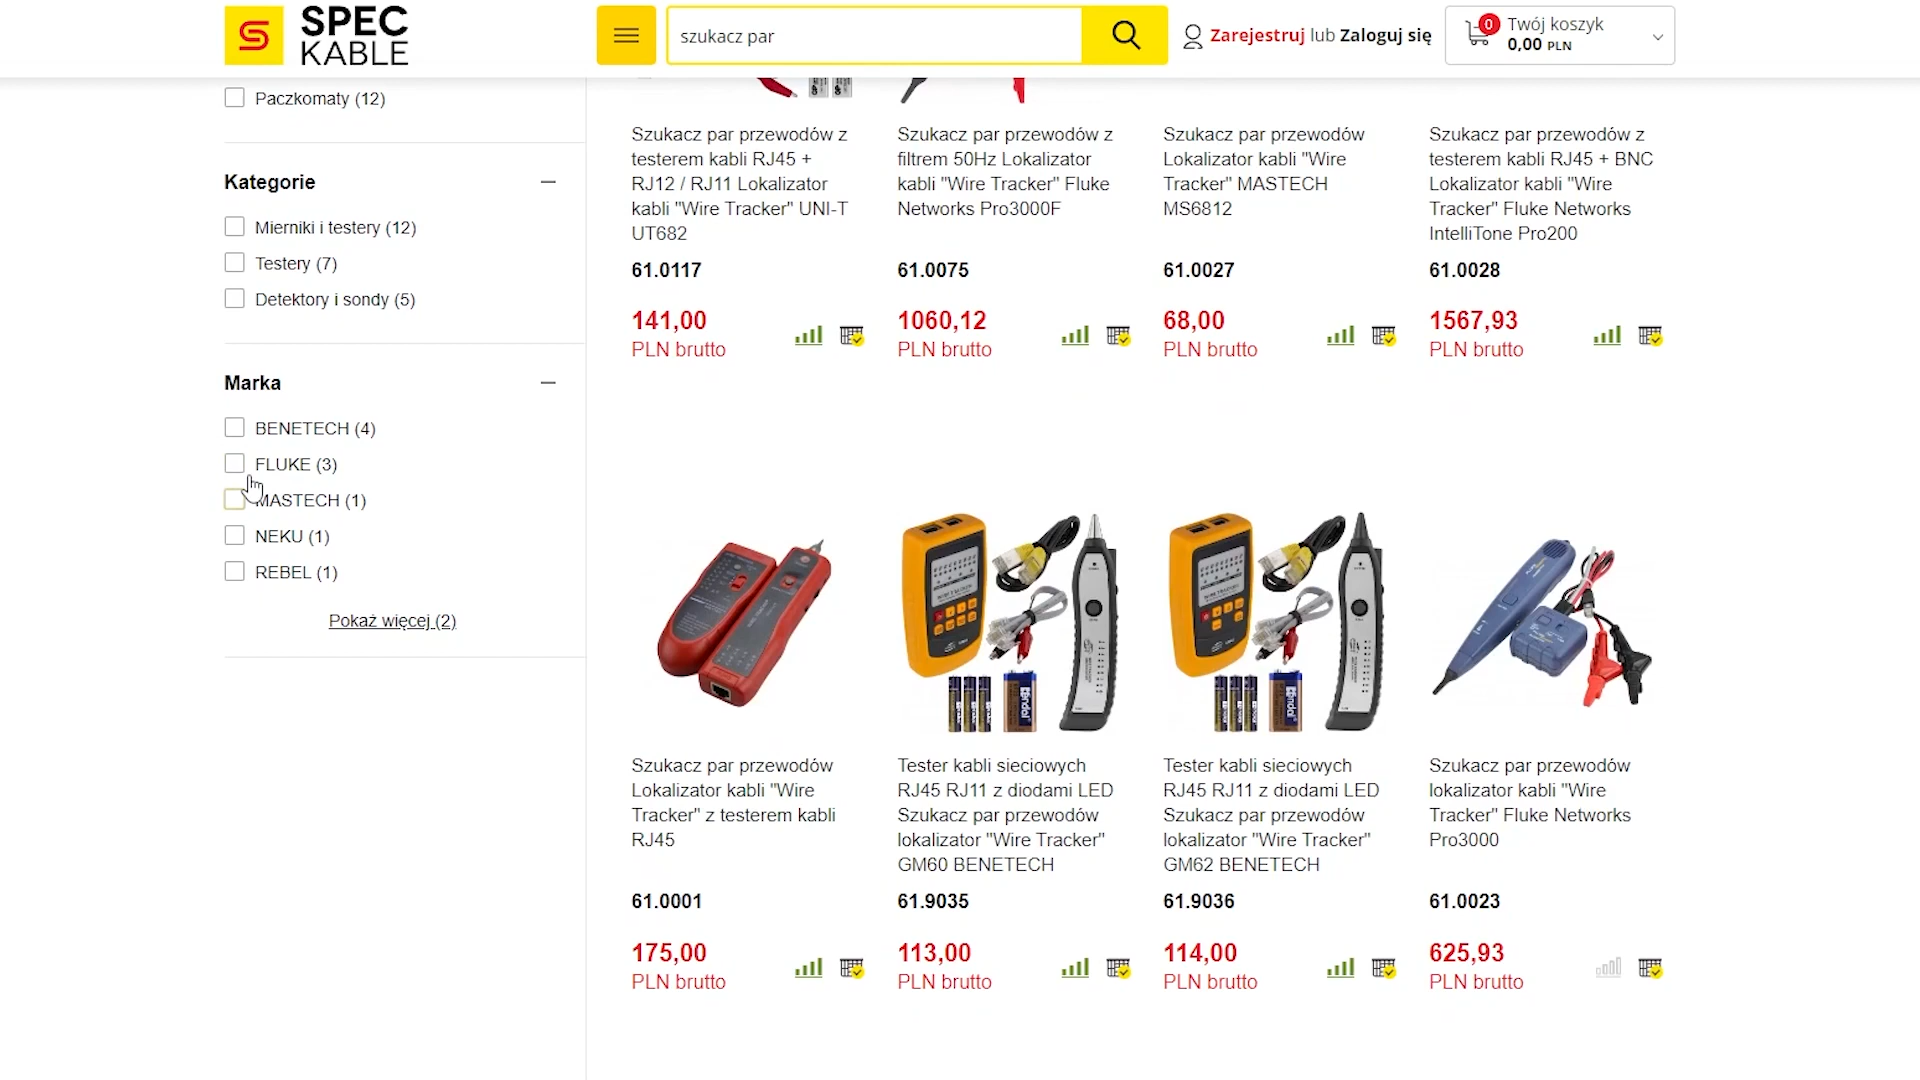 SPEC
KABLE
szukacz par
Zarejestruj lub Zaloguj się
0
Twój koszyk
0,00 PLN
Paczkomaty (12)
Kategorie
Mierniki i testery (12)
Testery (7)
Detektory i sondy (5)
Marka
BENETECH (4)
FLUKE (3)
MASTECH (1)
NEKU (1)
REBEL (1)
Pokaż więcej (2)
Szukacz par przewodów z
testerem kabli RJ45 +
RJ12 / RJ11 Lokalizator
kabli "Wire Tracker" UNI-T
UT682
61.0117
141,00
PLN brutto
Szukacz par przewodów z
filtrem 50Hz Lokalizator
kabli "Wire Tracker" Fluke
Networks Pro3000F
61.0075
1060,12
PLN brutto
Szukacz par przewodów
Lokalizator kabli "Wire
Tracker" MASTECH
MS6812
61.0027
68,00
PLN brutto
Szukacz par przewodów z
testerem kabli RJ45 + BNC
Lokalizator kabli "Wire
Tracker" Fluke Networks
IntelliTone Pro200
61.0028
1567,93
PLN brutto
Szukacz par przewodów
Lokalizator kabli "Wire
Tracker" z testerem kabli
RJ45
61.0001
175,00
PLN brutto
Tester kabli sieciowych
RJ45 RJ11 z diodami LED
Szukacz par przewodów
lokalizator "Wire Tracker"
GM60 BENETECH
61.9035
113,00
PLN brutto
Tester kabli sieciowych
RJ45 RJ11 z diodami LED
Szukacz par przewodów
lokalizator "Wire Tracker"
GM62 BENETECH
61.9036
114,00
PLN brutto
Szukacz par przewodów
lokalizator kabli "Wire
Tracker" Fluke Networks
Pro3000
61.0023
625,93
PLN brutto